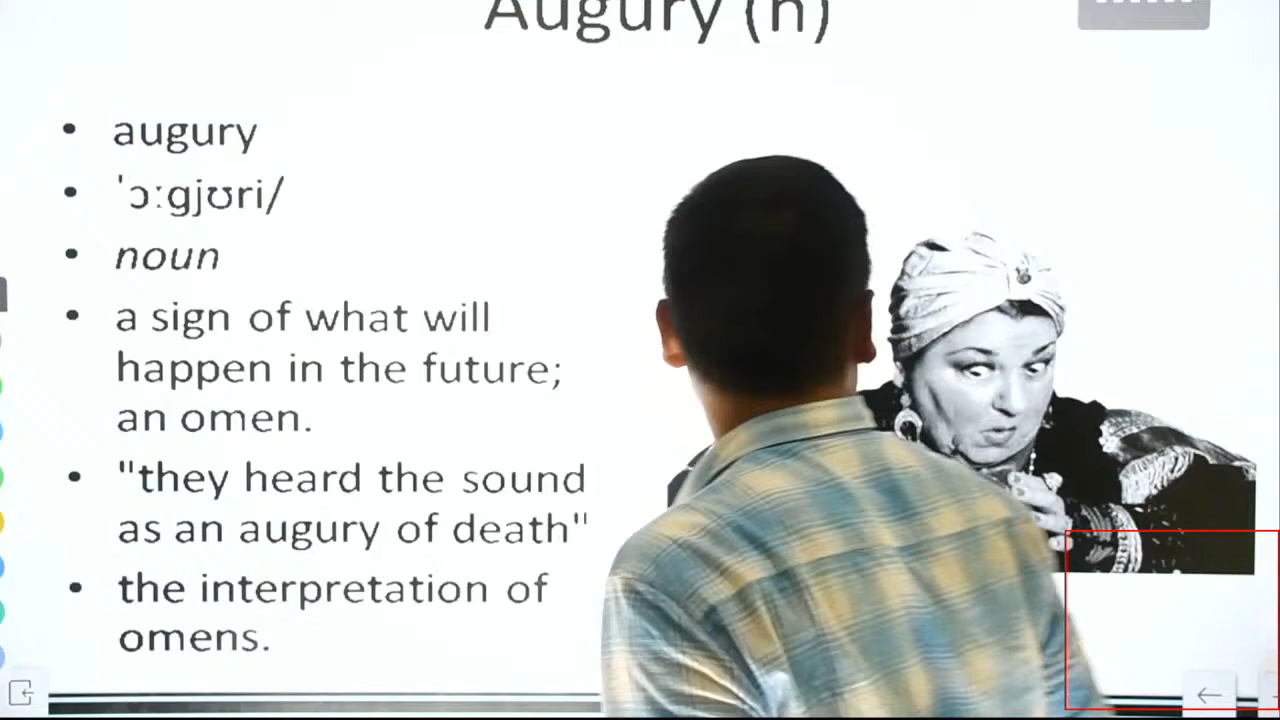 Augury (n)
• augury
• ˈɔːɡjʊri/
• noun
• a sign of what will
happen in the future;
an omen.
• "they heard the sound
as an augury of death"
• the interpretation of
omens.